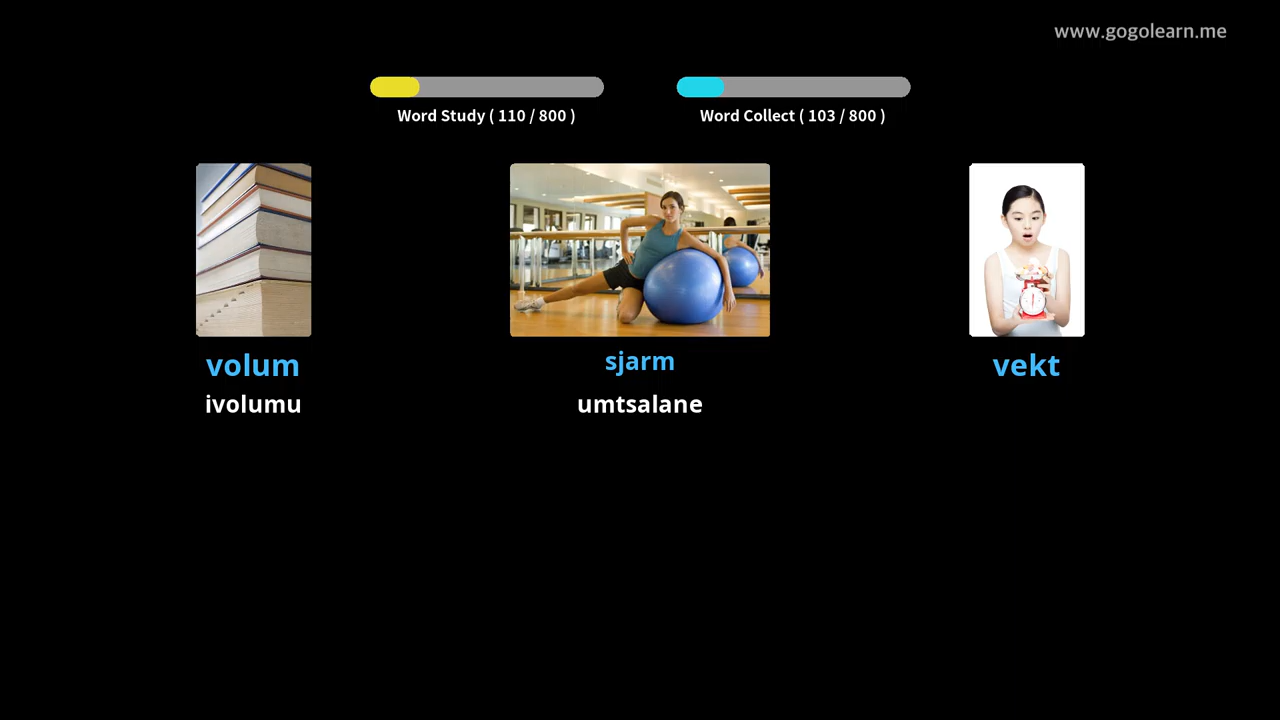 www.gogolearn.me
Word Study ( 110 / 800 )
Word Collect ( 103 / 800 )
volum
sjarm
vekt
ivolumu
umtsalane